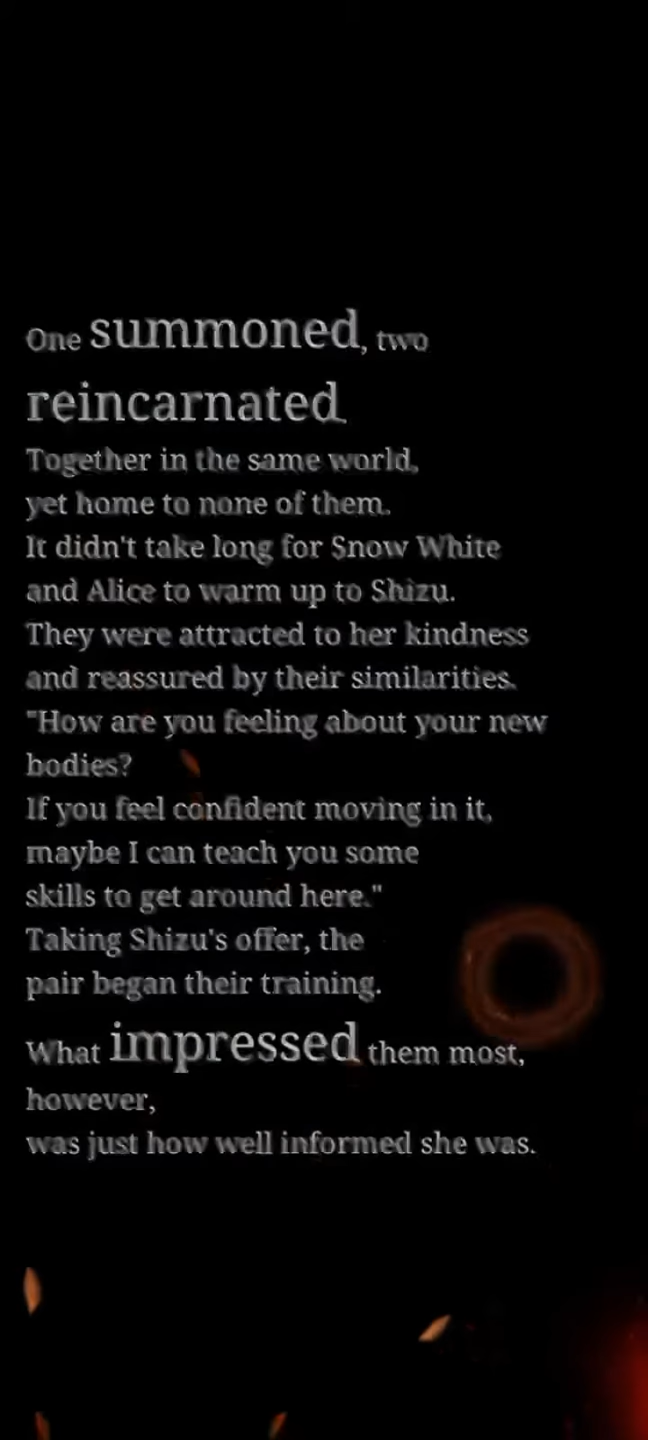 One summoned, two
reincarnated.
Together in the same world,
yet home to none of them.
It didn't take long for Snow White
and Alice to warm up to Shizu.
They were attracted to her kindness
and reassured by their similarities.
"How are you feeling about your new
bodies?
If you feel confident moving in it,
maybe I can teach you some
skills to get around here."
Taking Shizu's offer, the
pair began their training.
What impressed them most,
however,
was just how well informed she was.